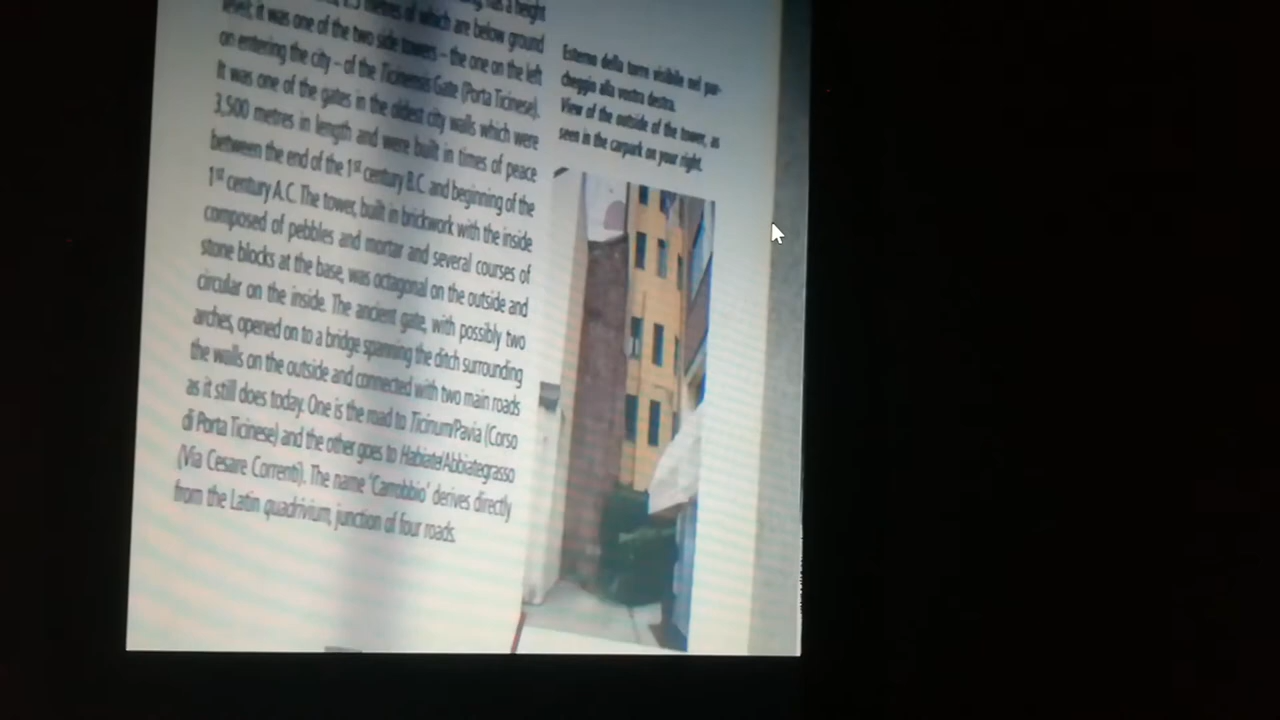 has a height
metres of which are below ground
level; it was one of the two side towers – the one on the left
on entering the city – of the Ticinensis Gate (Porta Ticinese).
It was one of the gates in the oldest city walls which were
3,500 metres in length and were built in times of peace
between the end of the 1st century B.C. and beginning of the
1st century A.C. The tower, built in brickwork with the inside
composed of pebbles and mortar and several courses of
stone blocks at the base, was octagonal on the outside and
circular on the inside. The ancient gate, with possibly two
arches, opened on to a bridge spanning the ditch surrounding
the walls on the outside and connected with two main roads
as it still does today. One is the road to Ticinum/Pavia (Corso
di Porta Ticinese) and the other goes to Habiate/Abbiategrasso
(Via Cesare Correnti). The name 'Carrobbio' derives directly
from the Latin quadrivium, junction of four roads.
Esterno della torre visibile nel par-
cheggio alla vostra destra.
View of the outside of the tower, as
seen in the carpark on your right.